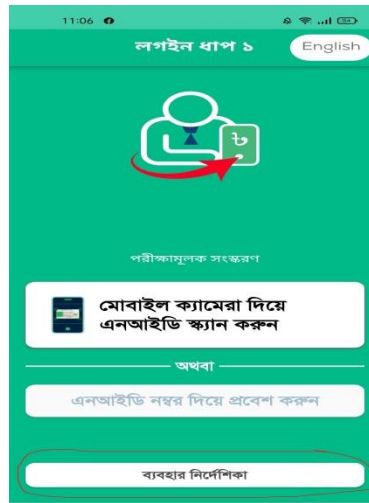 11:06
লগইন ধাপ ১
English
৳
পরীক্ষামূলক সংস্করণ
মোবাইল ক্যামেরা দিয়ে
এনআইডি স্ক্যান করুন
অথবা
এনআইডি নম্বর দিয়ে প্রবেশ করুন
ব্যবহার নির্দেশিকা